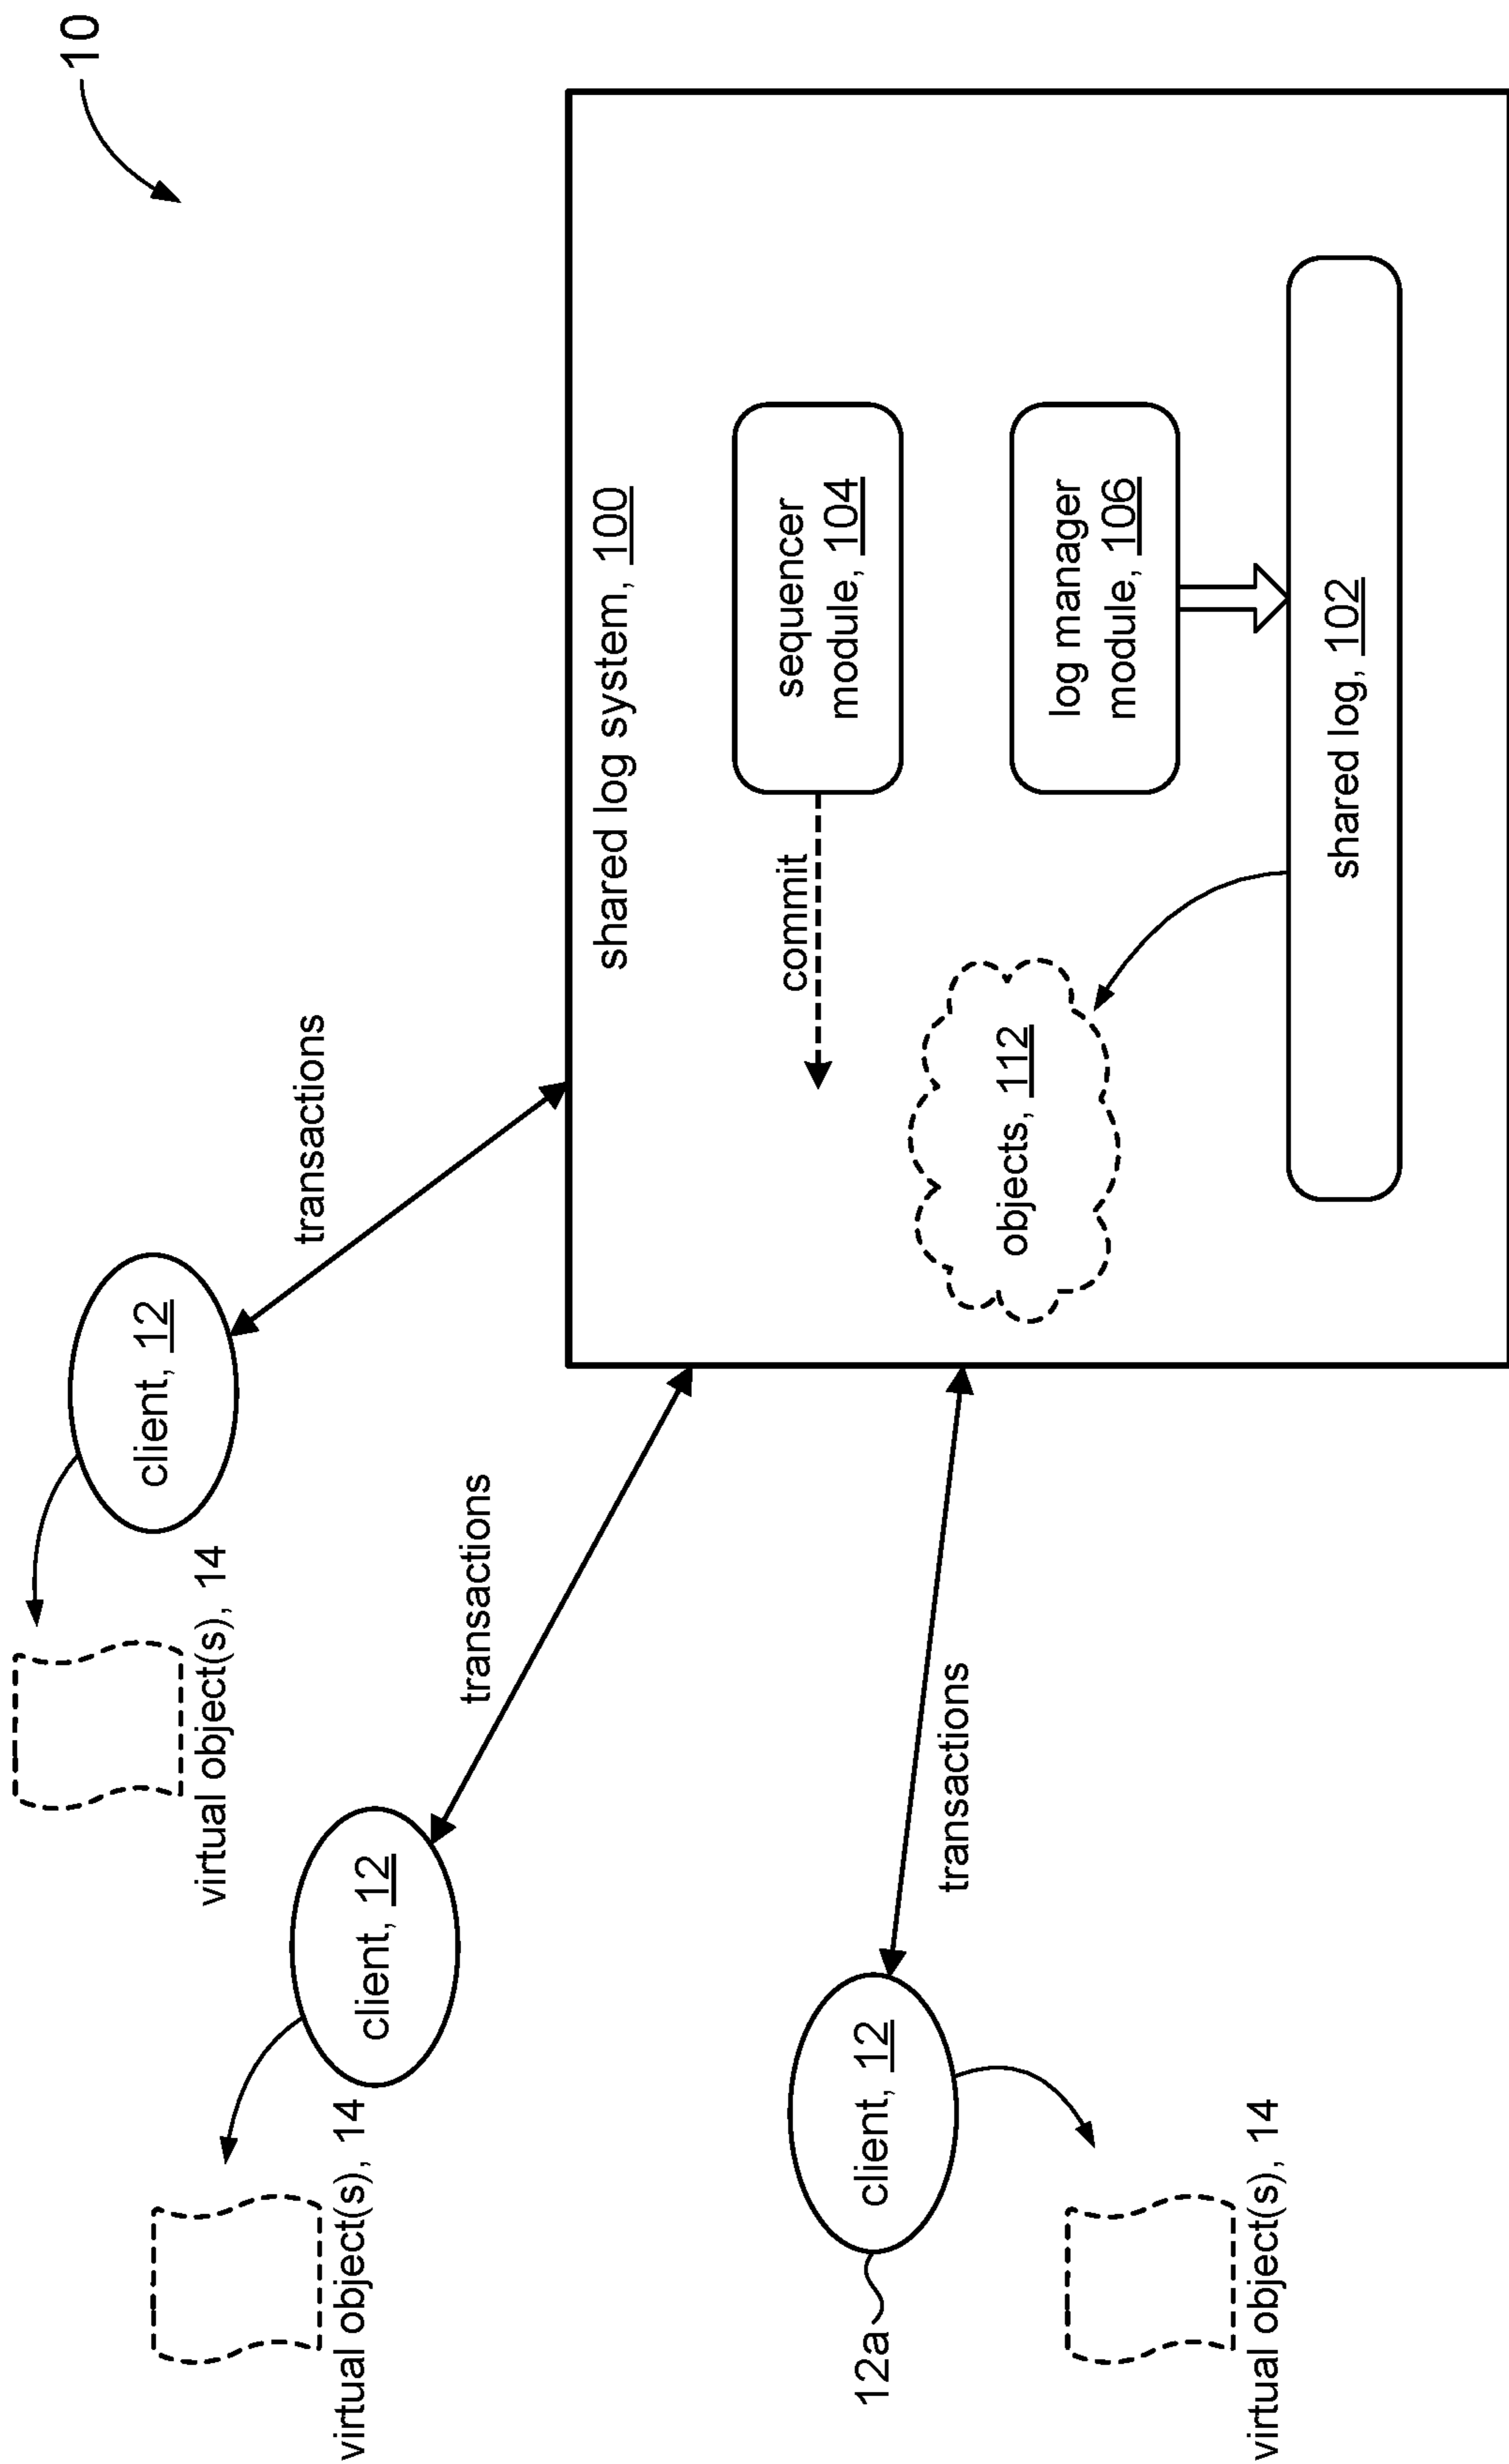 10
client, 12
virtual object(s), 14
transactions
client, 12
virtual object(s), 14
transactions
client, 12
12a
virtual object(s), 14
transactions
shared log system, 100
sequencer
module, 104
commit
log manager
module, 106
objects, 112
shared log, 102